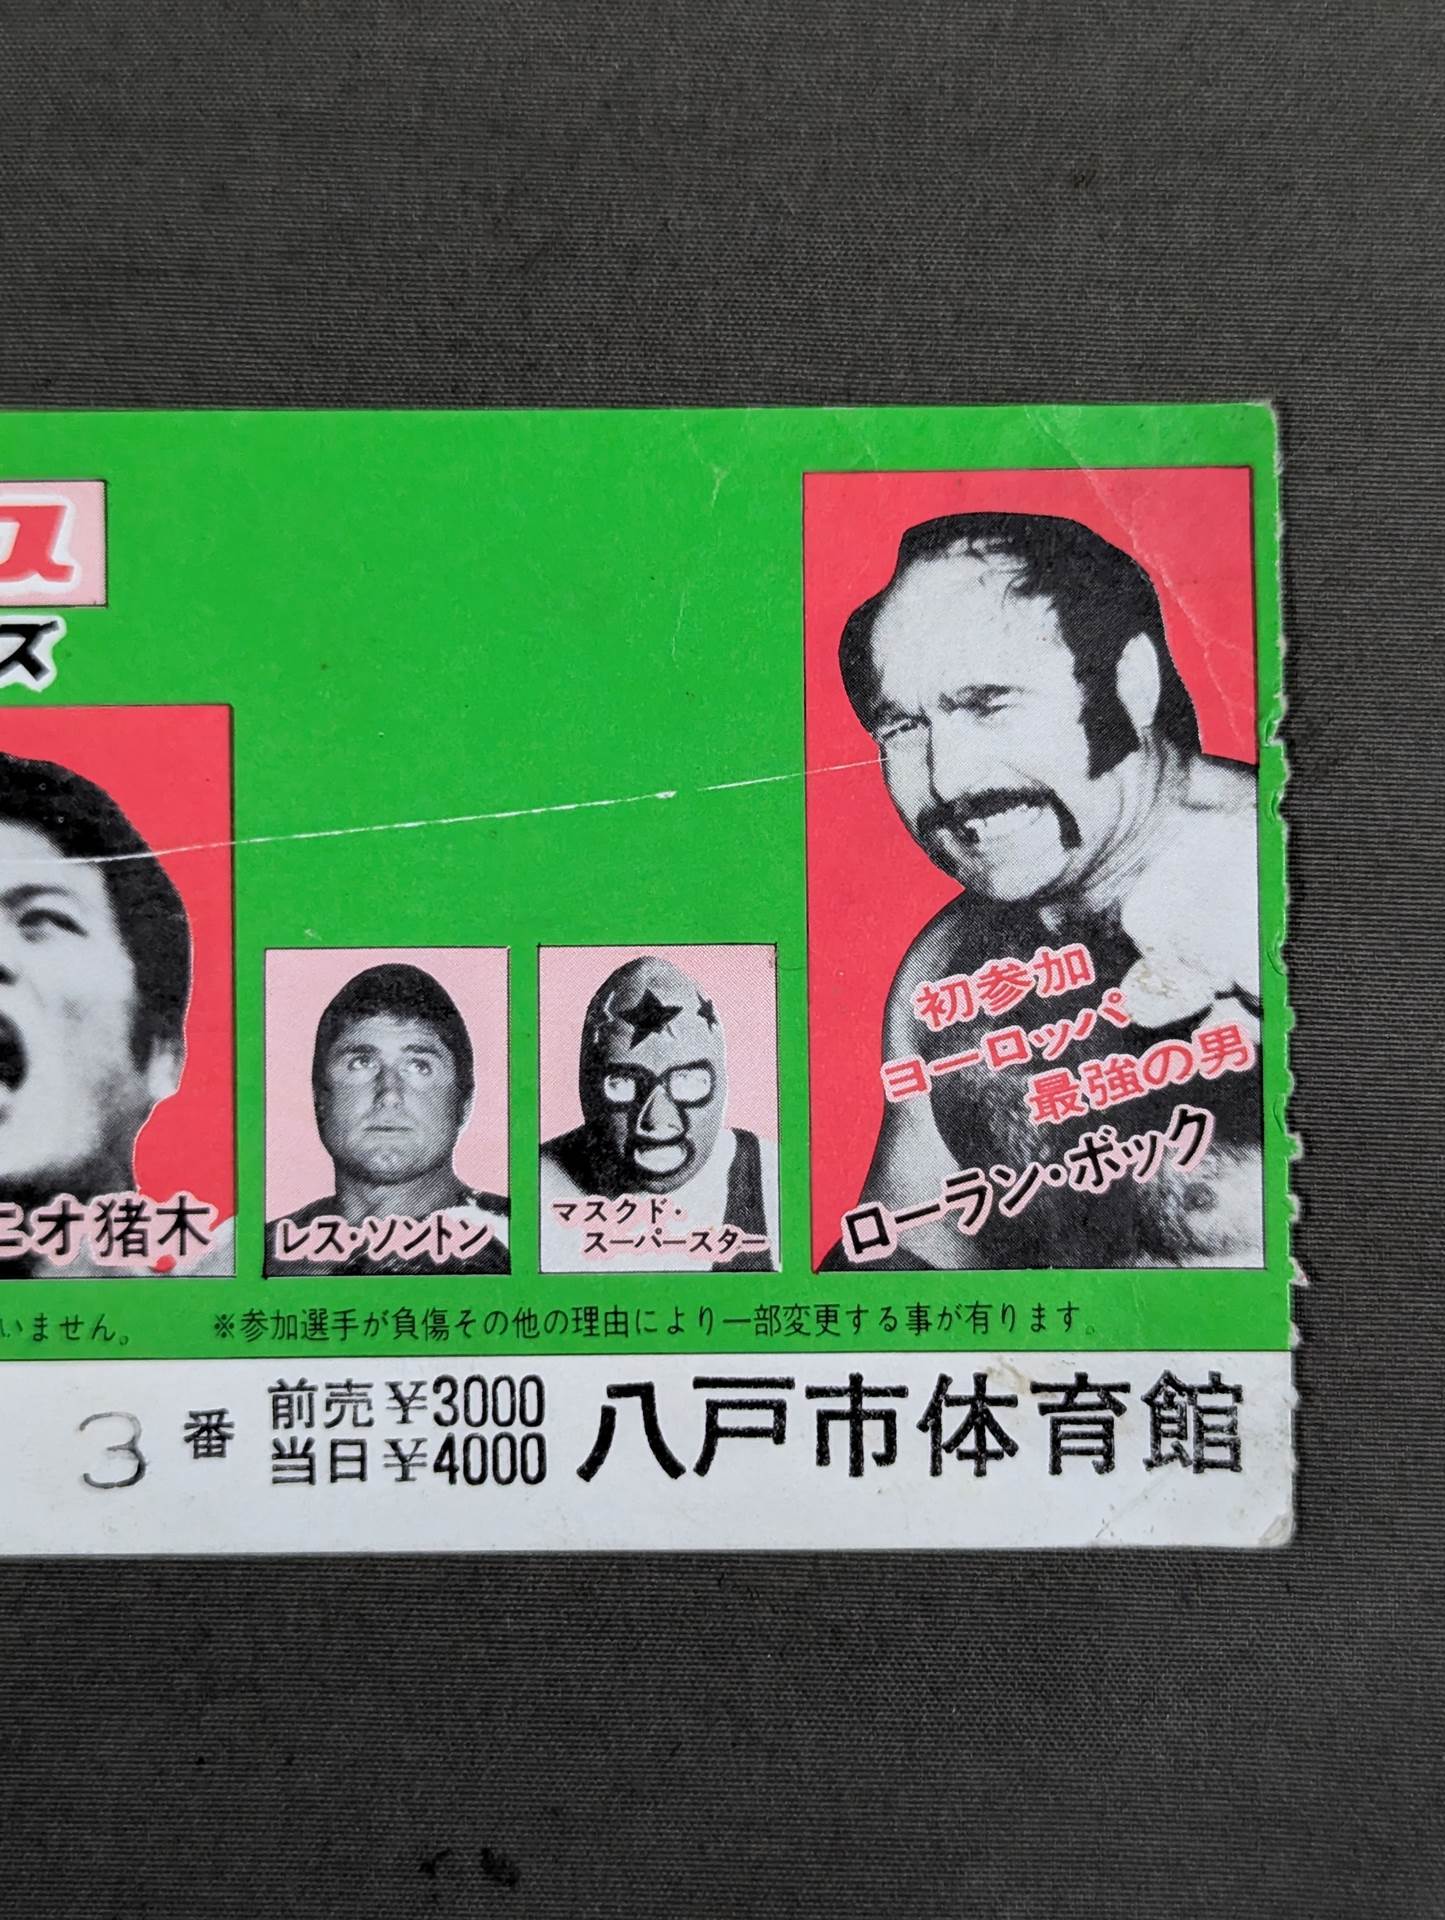 ュ
ズ
ニオ猪木
レス・ソントン
マスクド・
スーパースター
初参加
ヨーロッパ
最強の男
ローラン・ボック
いません。 ※参加選手が負傷その他の理由により一部変更する事が有ります。
3番 前売¥3000
当日¥4000
八戸市体育館